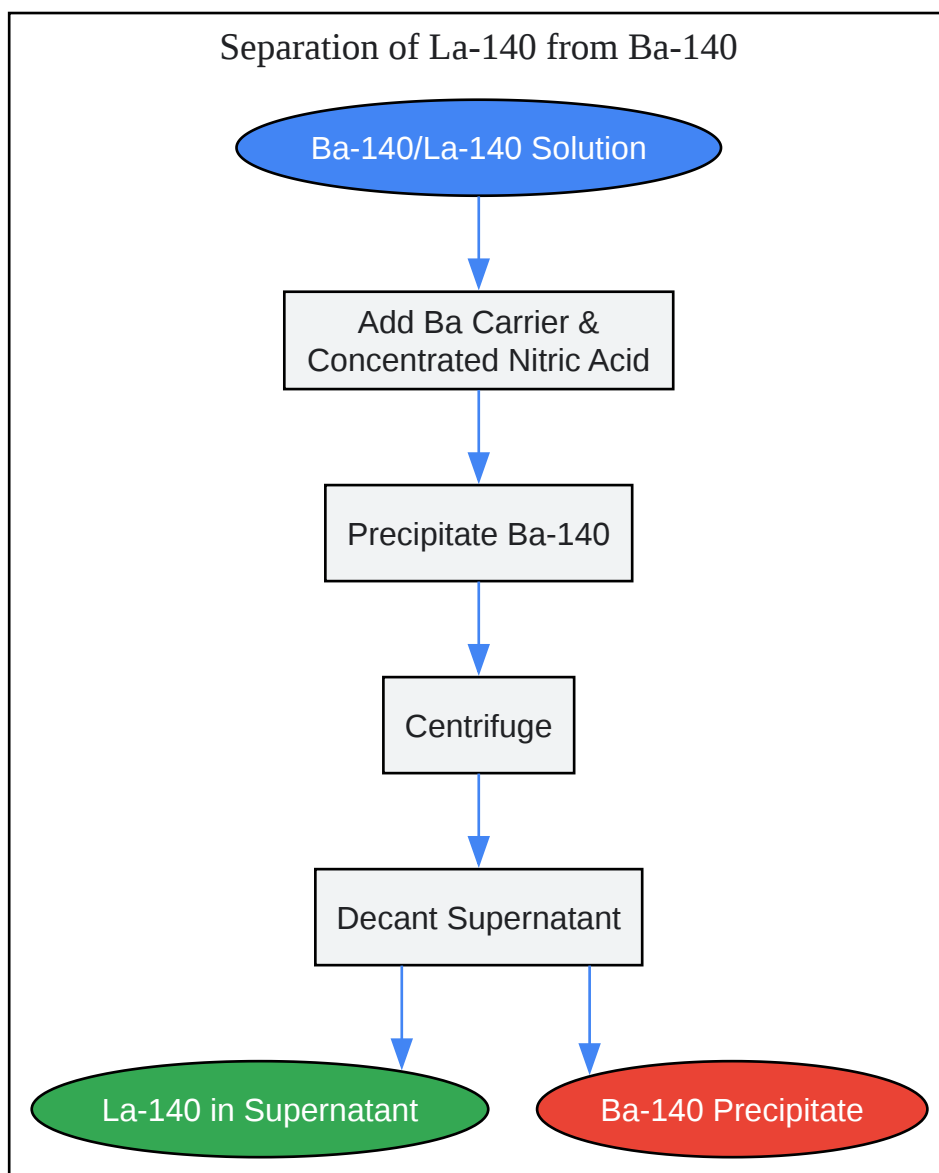 Separation of La-140 from Ba-140
Ba-140/La-140 Solution
Add Ba Carrier &
Concentrated Nitric Acid
Precipitate Ba-140
Centrifuge
Decant Supernatant
La-140 in Supernatant
Ba-140 Precipitate